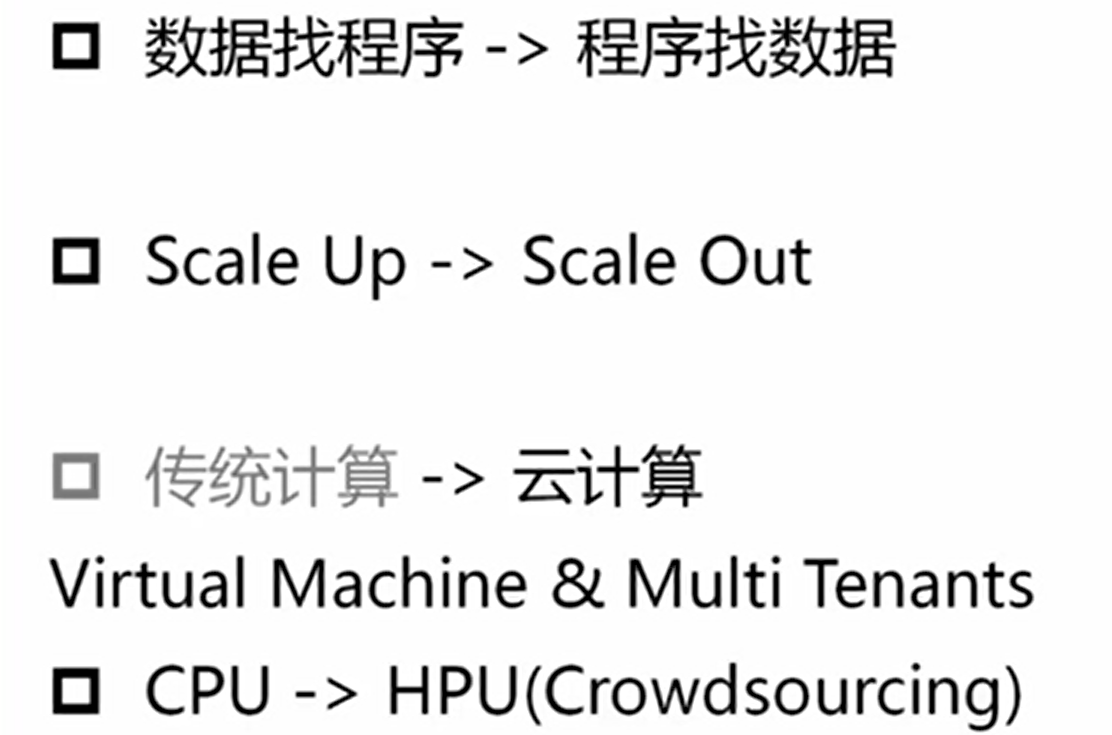 数据找程序 -> 程序找数据
Scale Up -> Scale Out
传统计算 -> 云计算
Virtual Machine & Multi Tenants
CPU -> HPU(Crowdsourcing)